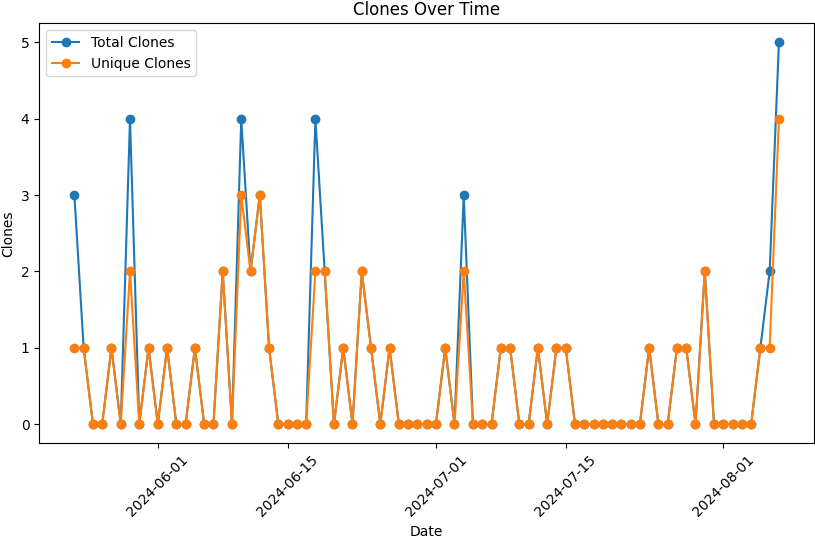 Clones Over Time
Total Clones
Unique Clones
5
4
3
2
1
0
Clones
2024-06-01
2024-06-15
2024-07-01
2024-07-15
2024-08-01
Date